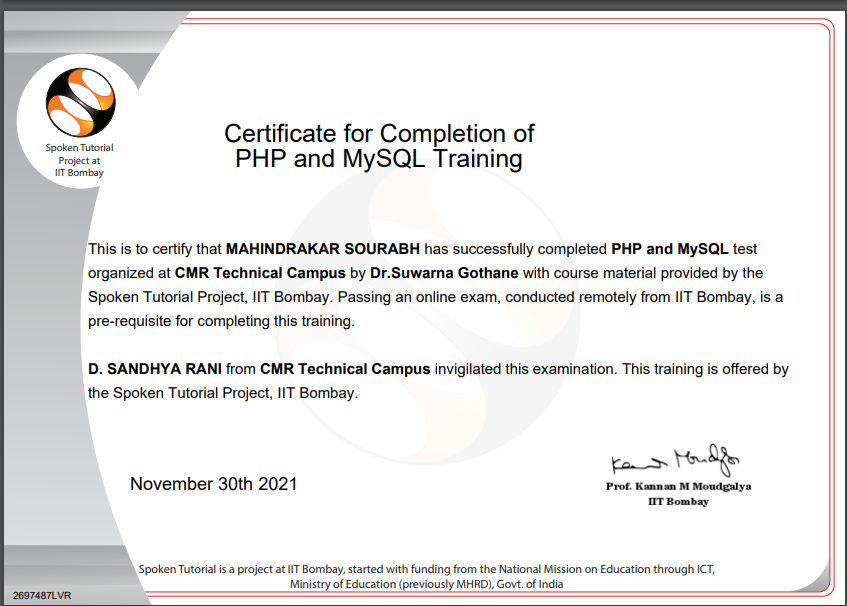 Spoken Tutorial
Project at
IIT Bombay
Certificate for Completion of
PHP and MySQL Training
This is to certify that MAHINDRAKAR SOURABH has successfully completed PHP and MySQL test
organized at CMR Technical Campus by Dr.Suwarna Gothane with course material provided by the
Spoken Tutorial Project, IIT Bombay. Passing an online exam, conducted remotely from IIT Bombay, is a
pre-requisite for completing this training.
D. SANDHYA RANI from CMR Technical Campus invigilated this examination. This training is offered by
the Spoken Tutorial Project, IIT Bombay.
November 30th 2021
Prof. Kannan M Moudgalya
IIT Bombay
Spoken Tutorial is a project at IIT Bombay, started with funding from the National Mission on Education through ICT,
Ministry of Education (previously MHRD), Govt. of India
2697487LVR